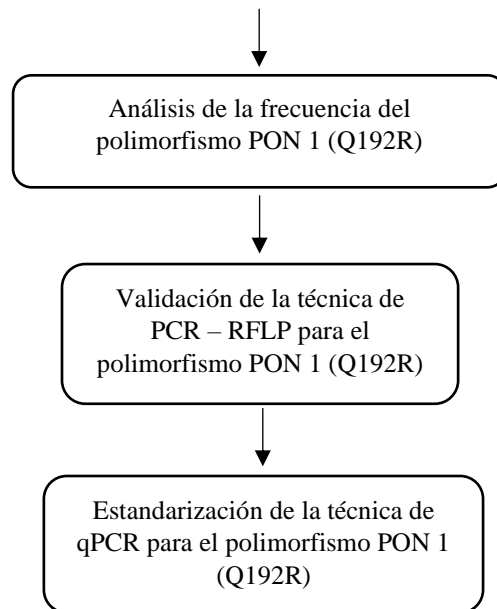 Análisis de la frecuencia del
polimorfismo PON 1 (Q192R)
Validación de la técnica de
PCR – RFLP para el
polimorfismo PON 1 (Q192R)
Estandarización de la técnica de
qPCR para el polimorfismo PON 1
(Q192R)